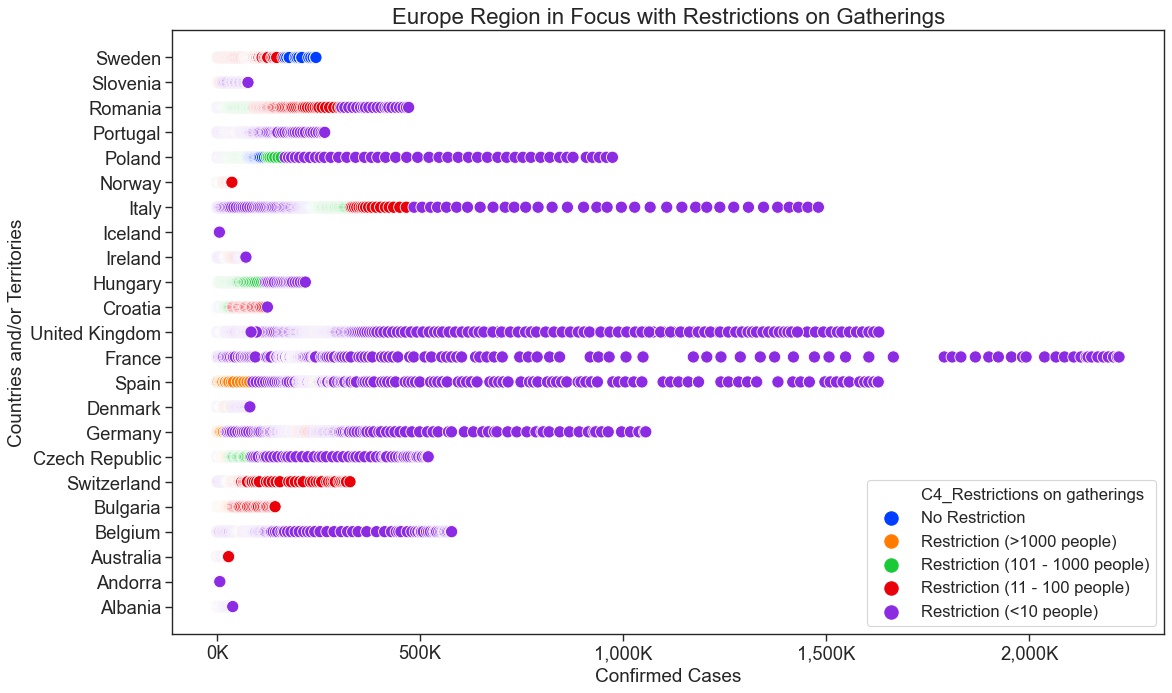 Europe Region in Focus with Restrictions on Gatherings
Countries and/or Territories
Sweden
Slovenia
Romania
Portugal
Poland
Norway
Italy
Iceland
Ireland
Hungary
Croatia
United Kingdom
France
Spain
Denmark
Germany
Czech Republic
Switzerland
Bulgaria
Belgium
Australia
Andorra
Albania
C4_Restrictions on gatherings
No Restriction
Restriction (>1000 people)
Restriction (101 - 1000 people)
Restriction (11 - 100 people)
Restriction (<10 people)
0K 500K 1,000K 1,500K 2,000K
Confirmed Cases